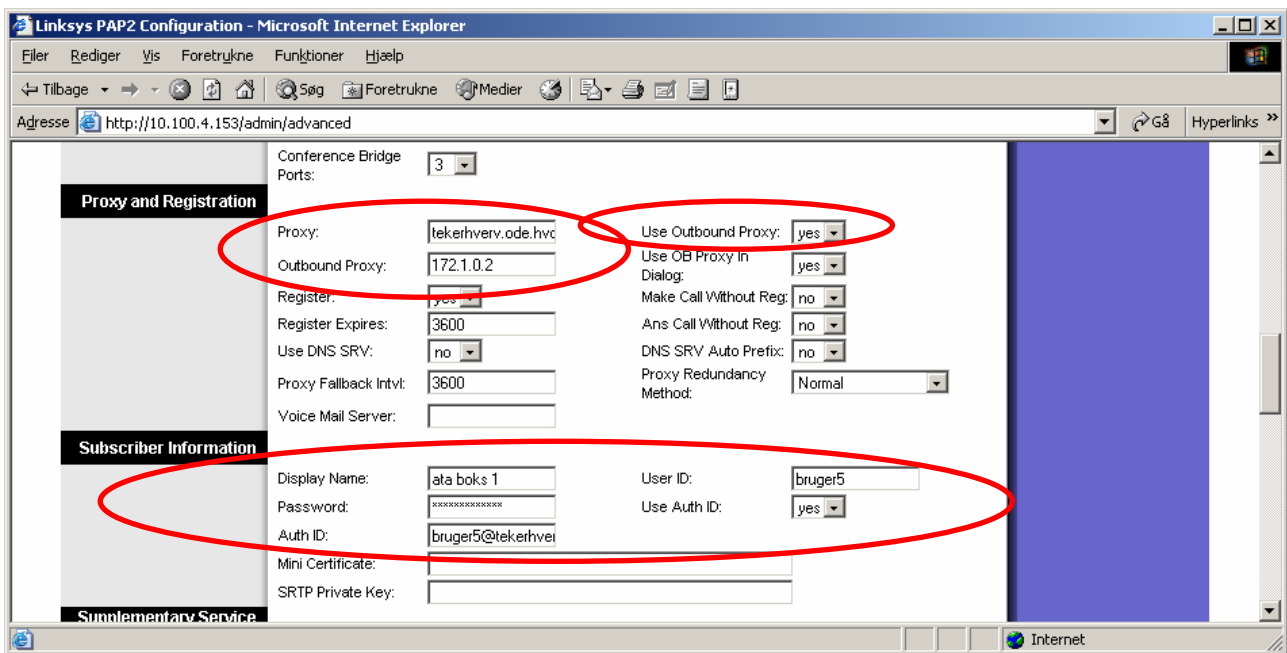 Linksys PAP2 Configuration - Microsoft Internet Explorer
Filer Rediger Vis Foretrukne Funktioner Hjælp
Tilbage Søg Foretrukne Medier
Adresse http://10.100.4.153/admin/advanced Gå Hyperlinks »
Conference Bridge Ports: 3
Proxy and Registration
Proxy: tekerhverv.ode.hvc Use Outbound Proxy: yes
Outbound Proxy: 172.1.0.2 Use OB Proxy In Dialog: yes
Register: yes Make Call Without Reg: no
Register Expires: 3600 Ans Call Without Reg: no
Use DNS SRV: no DNS SRV Auto Prefix: no
Proxy Fallback Intvl: 3600 Proxy Redundancy Method: Normal
Voice Mail Server:
Subscriber Information
Display Name: ata boks 1 User ID: bruger5
Password: ************* Use Auth ID: yes
Auth ID: bruger5@tekerhver
Mini Certificate:
SRTP Private Key:
Supplementary Service
Internet